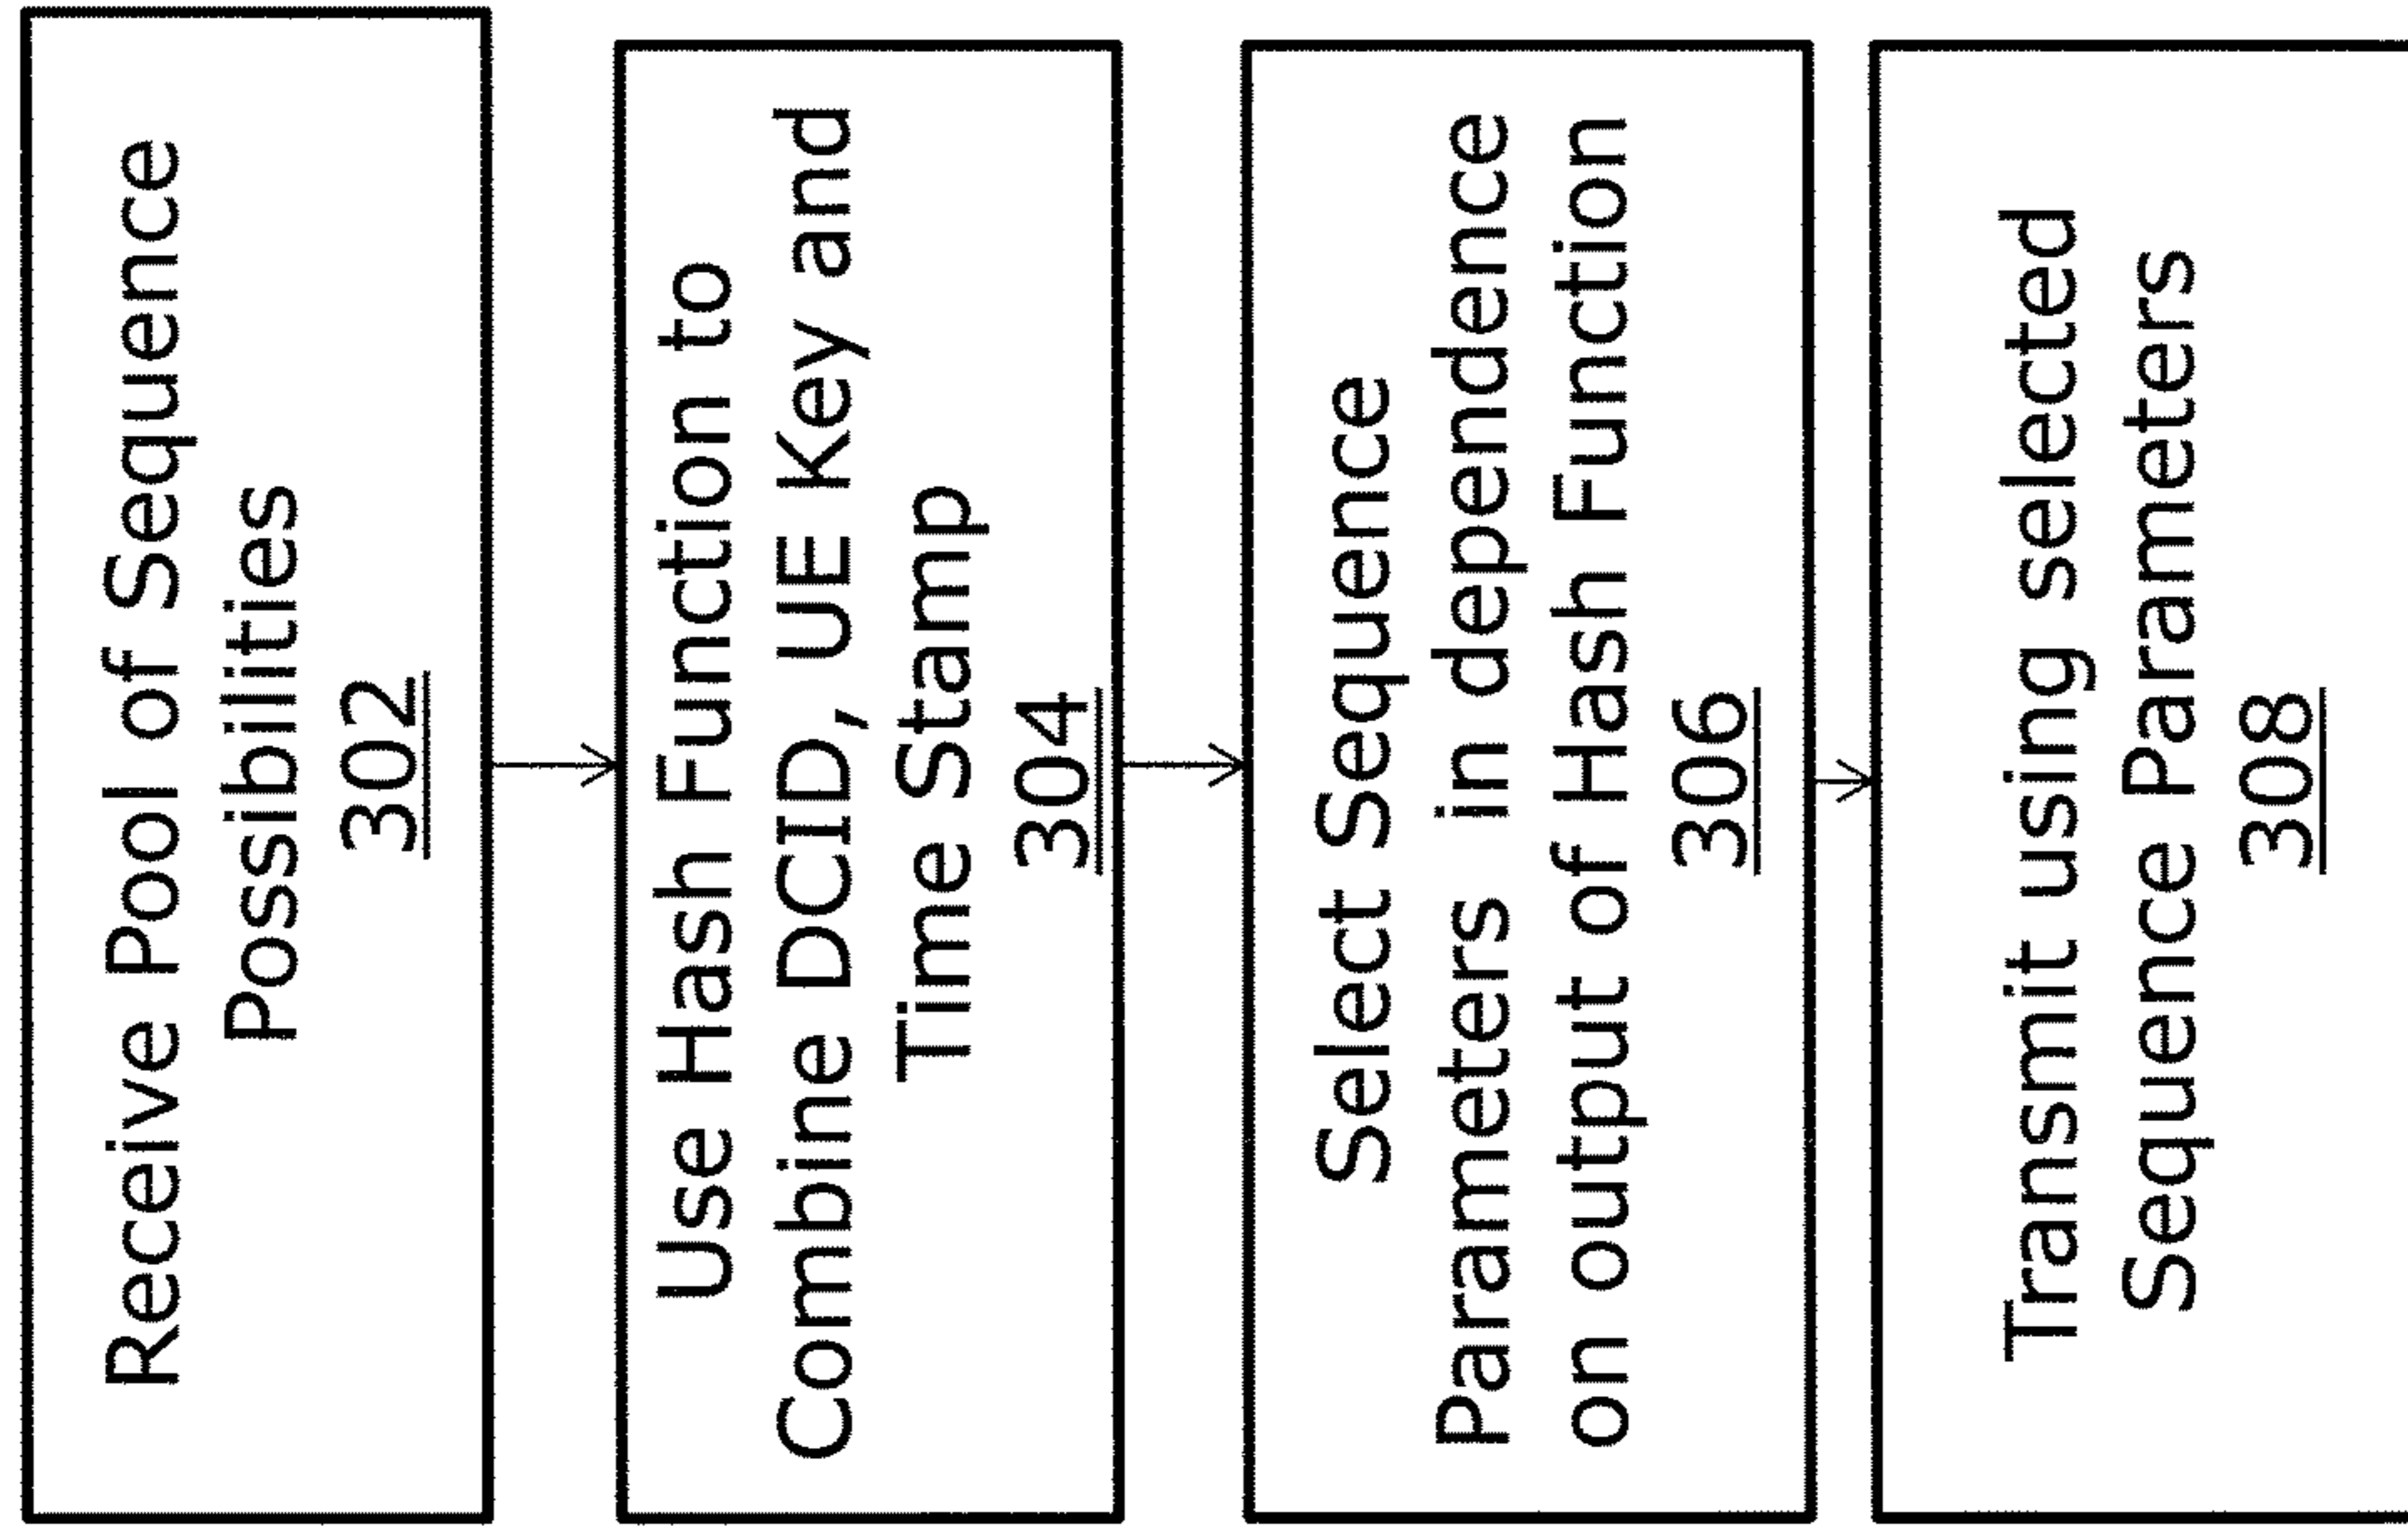 Receive Pool of Sequence
Possibilities
302
Use Hash Function to
Combine DCID, UE Key and
Time Stamp
304
Select Sequence
Parameters in dependence
on output of Hash Function
306
Transmit using selected
Sequence Parameters
308